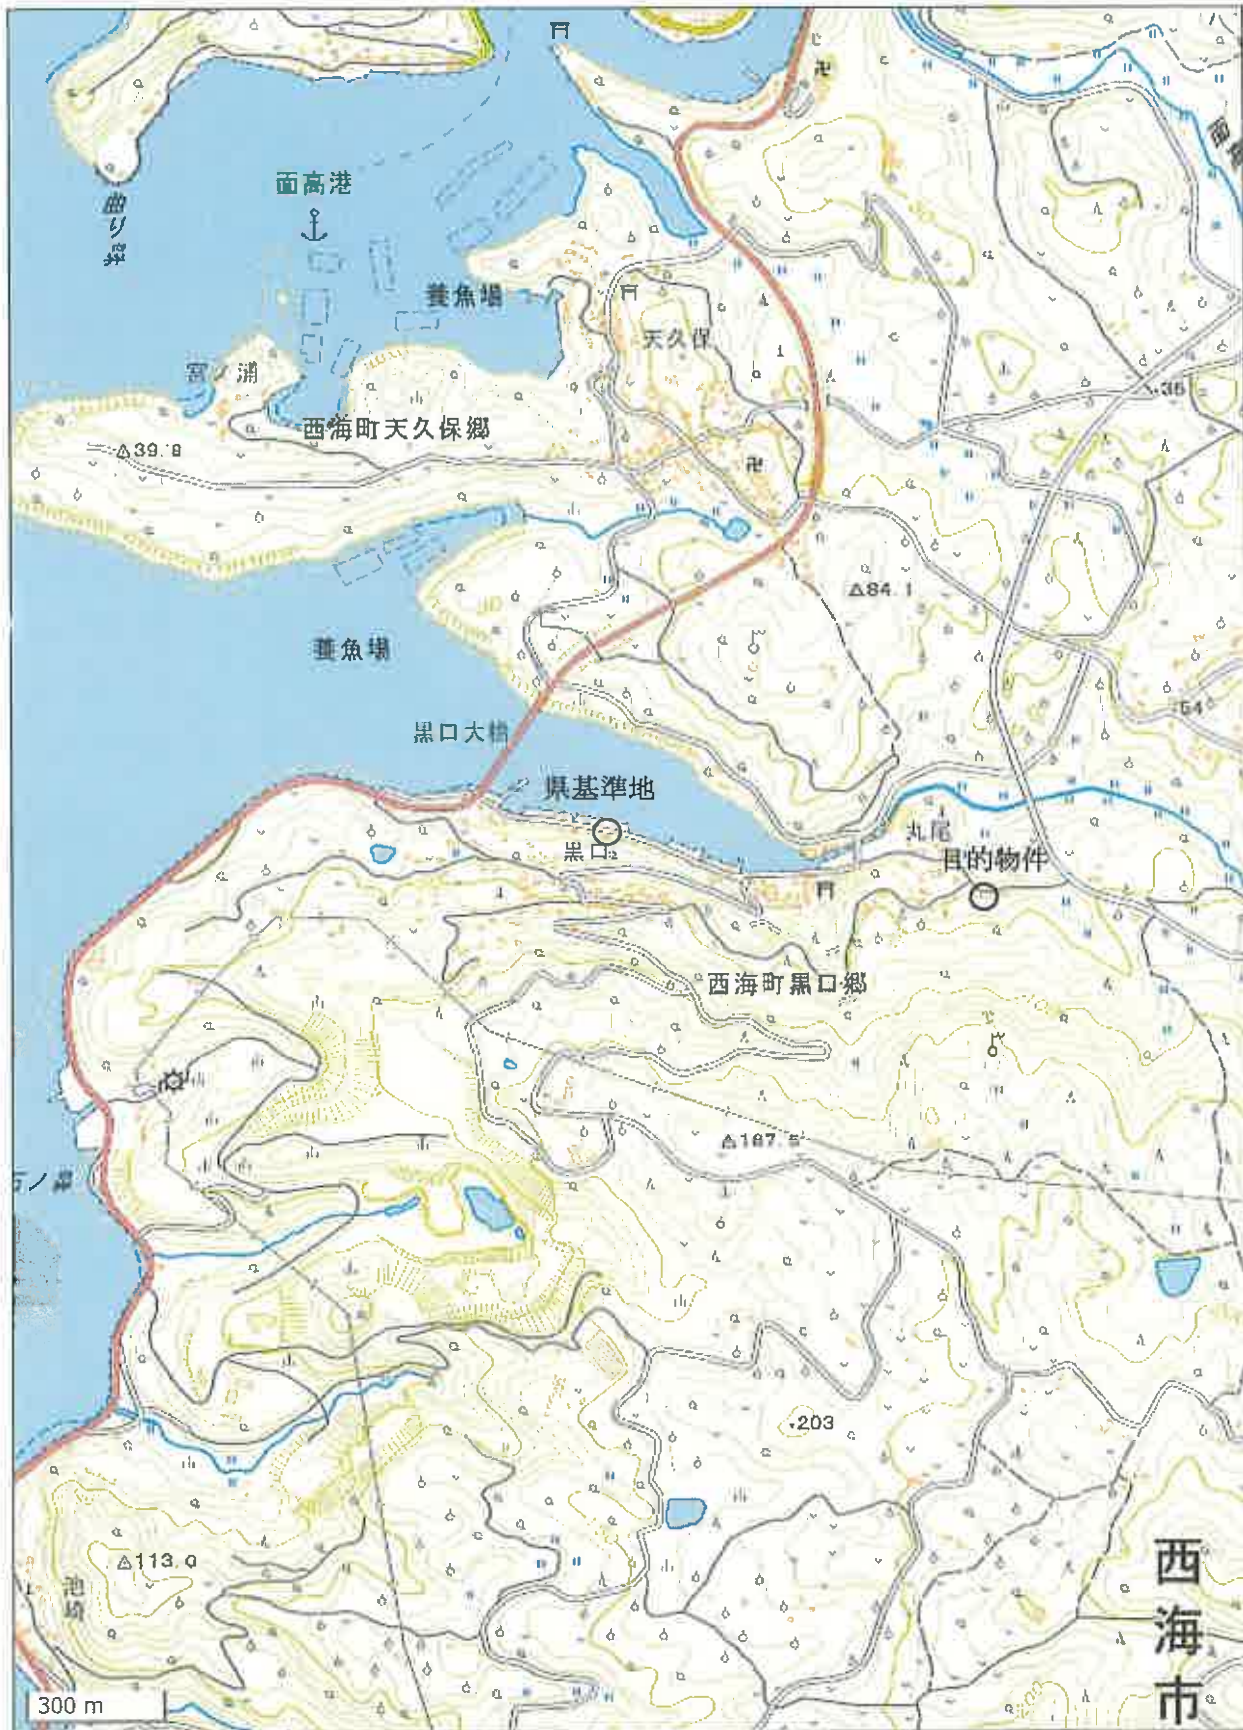 面高港
曲り鼻
養魚場
天久保
宮ノ浦
35
西海町天久保郷
39.8
84.1
養魚場
54
黒口大橋
県基準地
丸尾
黒口
目的物件
西海町黒口郷
187.5
203
113.0
西海市
300 m